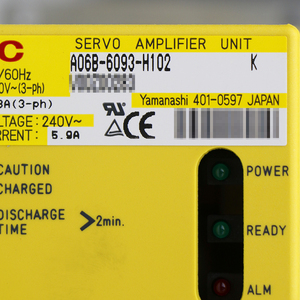 C SERVO AMPLIFIER UNIT
/60Hz A06B-6093-H102 K
0V~(3-ph)
8A(3-ph) Yamanashi 401-0597 JAPAN
LTAGE: 240V~
RRENT: 5.9A CE
CAUTION
CHARGED
DISCHARGE TIME >2min.
POWER
READY
ALM